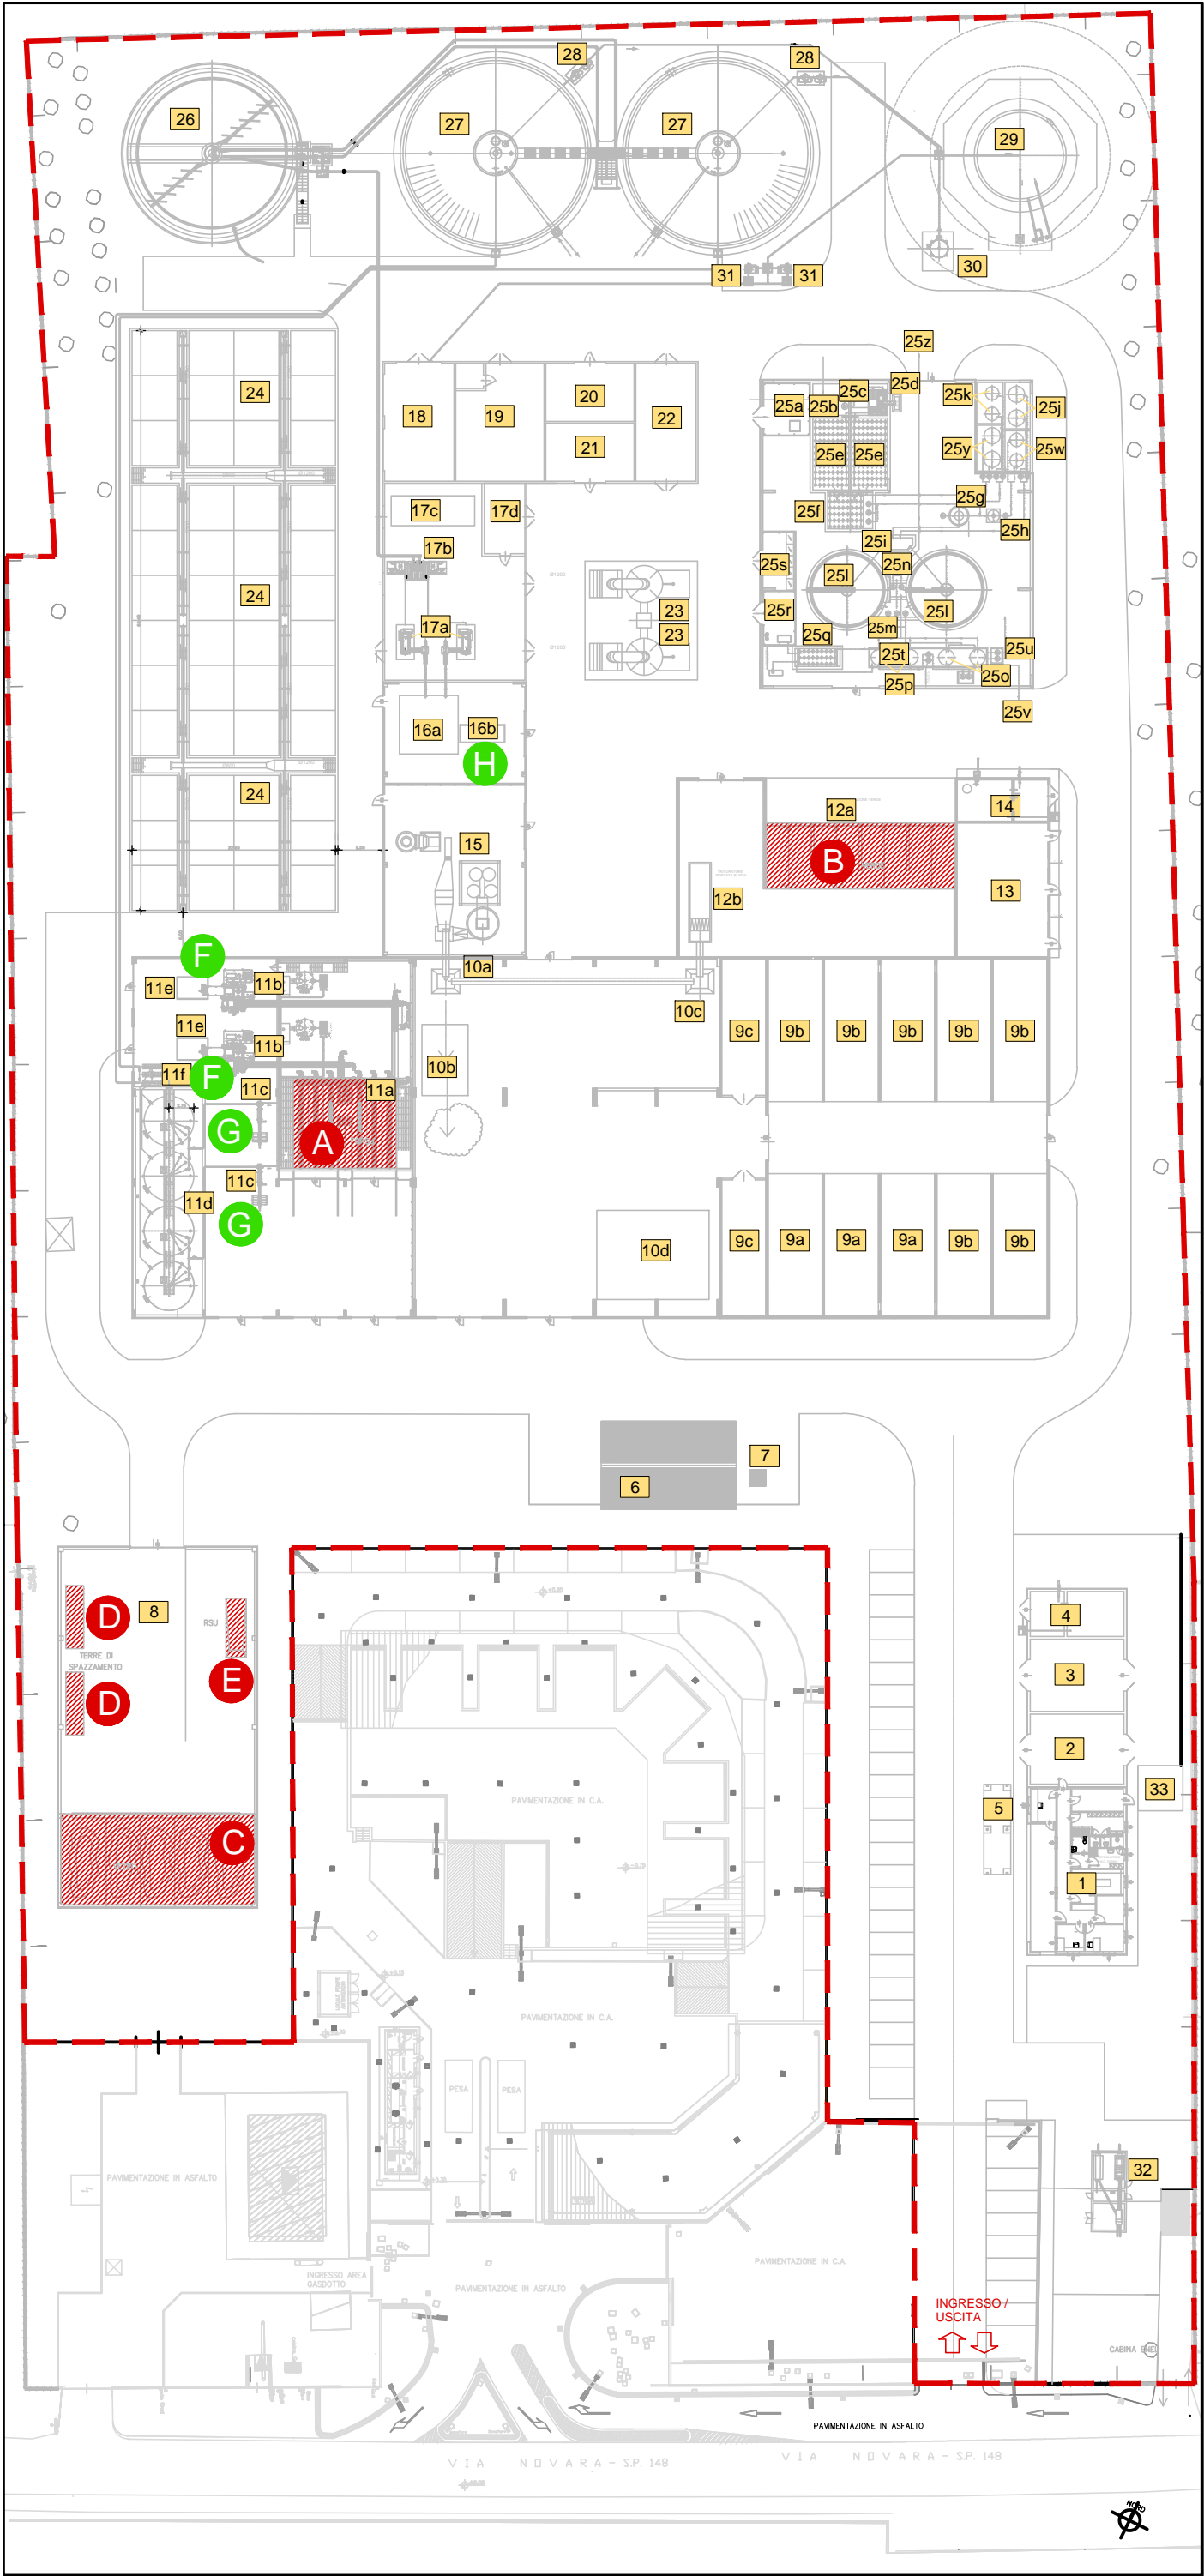 28
28
26
27
27
29
30
31
31
25z
24
18
19
20
21
22
25a
25b
25c
25d
25k
25j
25e
25e
25y
25w
17c
17d
25f
25g
25h
17b
25i
25s
25l
25n
24
17a
23
23
25r
25l
25m
25q
25t
25u
25p
25o
25v
16a
16b
H
24
12a
14
15
B
13
12b
F
10a
11e
11b
10c
11e
11b
9c
9b
9b
9b
9b
9b
11f
F
11c
11a
10b
G
A
11c
11d
G
10d
9c
9a
9a
9a
9b
9b
7
6
D
8
RSU
TERRE DI
SPAZZAMENTO
E
D
C
4
3
2
5
33
1
PAVIMENTAZIONE IN C.A.
PAVIMENTAZIONE IN C.A.
PESA
PESA
PAVIMENTAZIONE IN ASFALTO
32
INGRESSO AREA
GASDOTTO
PAVIMENTAZIONE IN ASFALTO
PAVIMENTAZIONE IN C.A.
INGRESSO /
USCITA
CABINA ENEL
PAVIMENTAZIONE IN ASFALTO
VIA NOVARA - S.P. 148
VIA NOVARA - S.P. 148
NORD